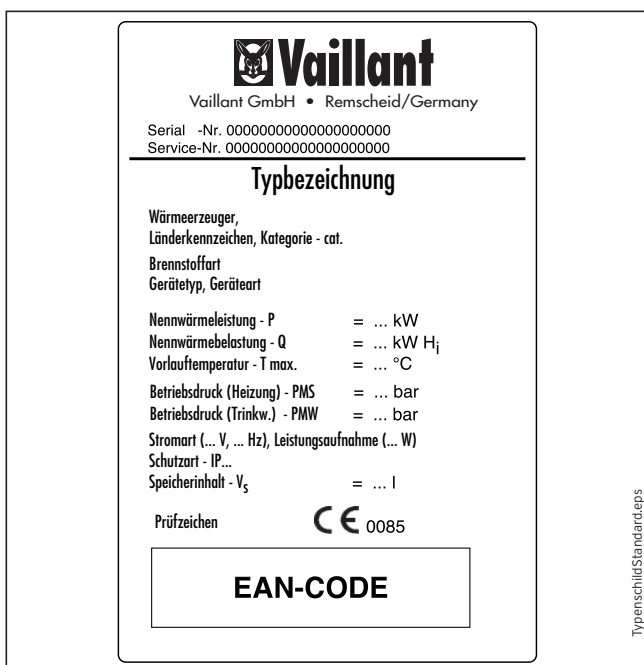 Vaillant
Vaillant GmbH • Remscheid/Germany
Serial -Nr. 00000000000000000000
Service-Nr. 00000000000000000000
Typbezeichnung
Wärmeerzeuger,
Länderkennzeichen, Kategorie - cat.
Brennstoffart
Gerätetyp, Geräteart
Nennwärmeleistung - P = ... kW
Nennwärmebelastung - Q = ... kW Hi
Vorlauftemperatur - T max. = ... °C
Betriebsdruck (Heizung) - PMS = ... bar
Betriebsdruck (Trinkw.) - PMW = ... bar
Stromart (... V, ... Hz), Leistungsaufnahme (... W)
Schutzart - IP...
Speicherinhalt - Vs = ... l
Prüfzeichen CE 0085
EAN-CODE
TypenschildStandard.eps